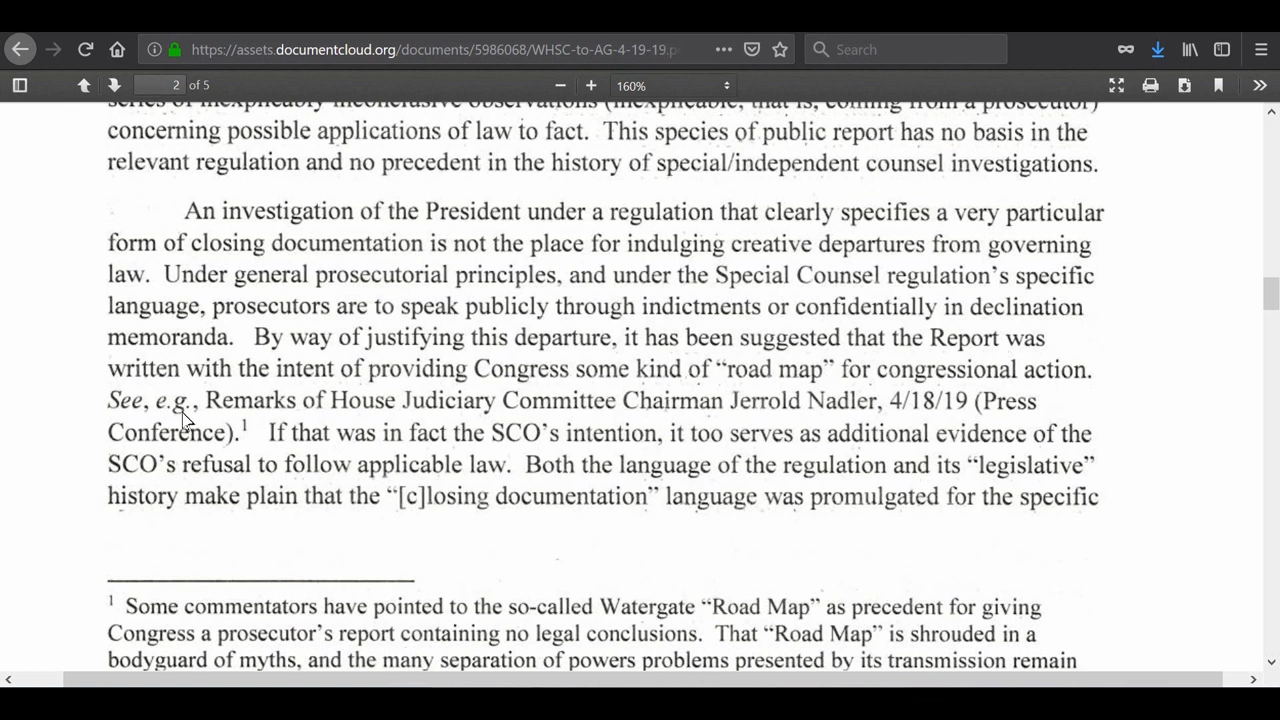 https://assets.documentcloud.org/documents/5986068/WHSC-to-AG-4-19-19.p
Search
2 of 5
160%
series of inexplicably inconclusive observations (inexplicable, that is, coming from a prosecutor)
concerning possible applications of law to fact. This species of public report has no basis in the
relevant regulation and no precedent in the history of special/independent counsel investigations.
An investigation of the President under a regulation that clearly specifies a very particular
form of closing documentation is not the place for indulging creative departures from governing
law. Under general prosecutorial principles, and under the Special Counsel regulation's specific
language, prosecutors are to speak publicly through indictments or confidentially in declination
memoranda. By way of justifying this departure, it has been suggested that the Report was
written with the intent of providing Congress some kind of “road map” for congressional action.
See, e.g., Remarks of House Judiciary Committee Chairman Jerrold Nadler, 4/18/19 (Press
Conference).1 If that was in fact the SCO's intention, it too serves as additional evidence of the
SCO's refusal to follow applicable law. Both the language of the regulation and its “legislative”
history make plain that the “[c]losing documentation” language was promulgated for the specific
1 Some commentators have pointed to the so-called Watergate “Road Map” as precedent for giving
Congress a prosecutor's report containing no legal conclusions. That “Road Map” is shrouded in a
bodyguard of myths, and the many separation of powers problems presented by its transmission remain